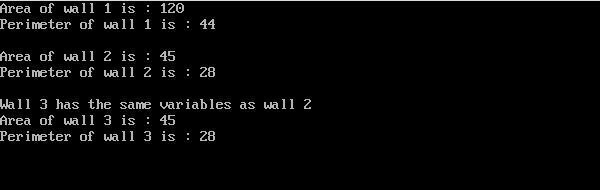 Area of wall 1 is : 120
Perimeter of wall 1 is : 44
Area of wall 2 is : 45
Perimeter of wall 2 is : 28
Wall 3 has the same variables as wall 2
Area of wall 3 is : 45
Perimeter of wall 3 is : 28